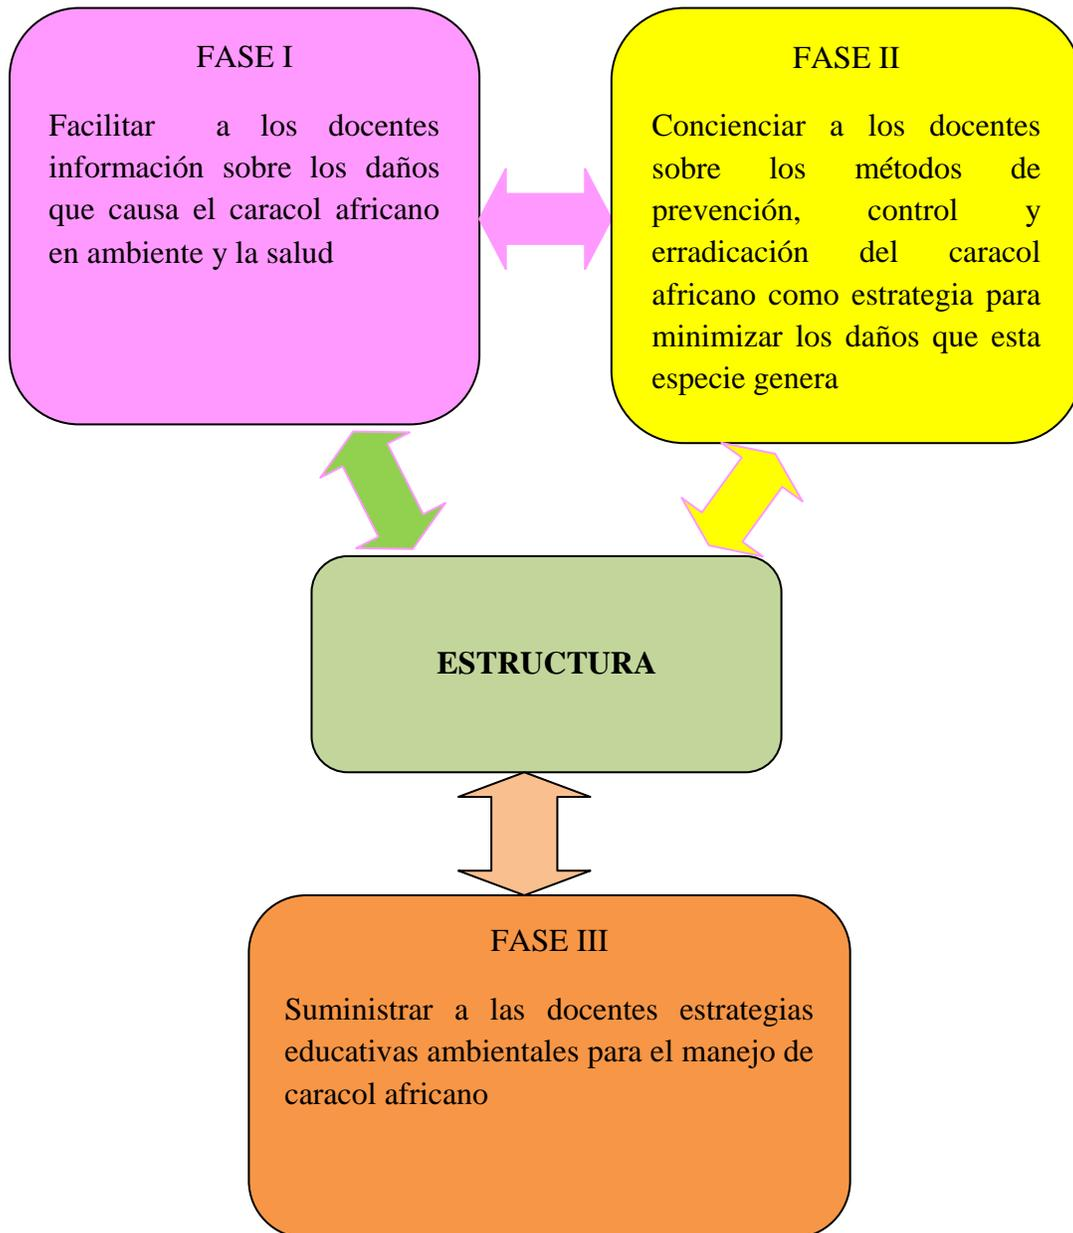 FASE I
Facilitar a los docentes
información sobre los daños
que causa el caracol africano
en ambiente y la salud
FASE II
Concienciar a los docentes
sobre los métodos de
prevención, control y
erradicación del caracol
africano como estrategia para
minimizar los daños que esta
especie genera
ESTRUCTURA
FASE III
Suministrar a las docentes estrategias
educativas ambientales para el manejo de
caracol africano